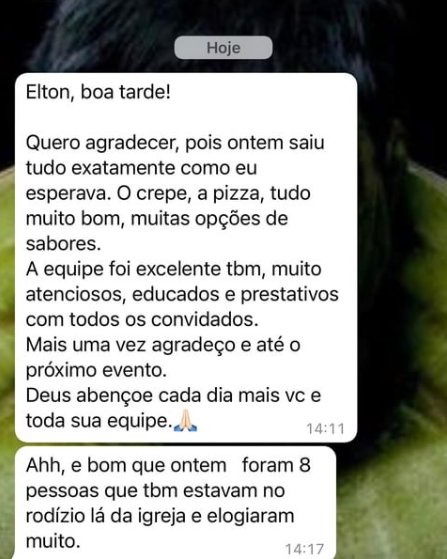 Hoje
Elton, boa tarde!
Quero agradecer, pois ontem saiu
tudo exatamente como eu
esperava. O crepe, a pizza, tudo
muito bom, muitas opções de
sabores.
A equipe foi excelente tbm, muito
atenciosos, educados e prestativos
com todos os convidados.
Mais uma vez agradeço e até o
próximo evento.
Deus abençoe cada dia mais vc e
toda sua equipe.🙏🏻
14:11
Ahh, e bom que ontem   foram 8
pessoas que tbm estavam no
rodízio lá da igreja e elogiaram
muito.
14:17